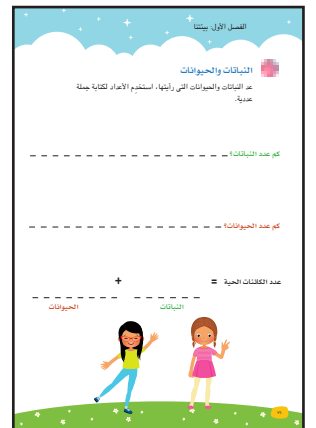 الفصل الأول: بيئتنا
النباتات والحيوانات
عد النباتات والحيوانات التي رأيتها، استخدِم الأعداد لكتابة جملة
عددية.
كم عدد النباتات؟
كم عدد الحيوانات؟
عدد الكائنات الحية = +
النباتات الحيوانات